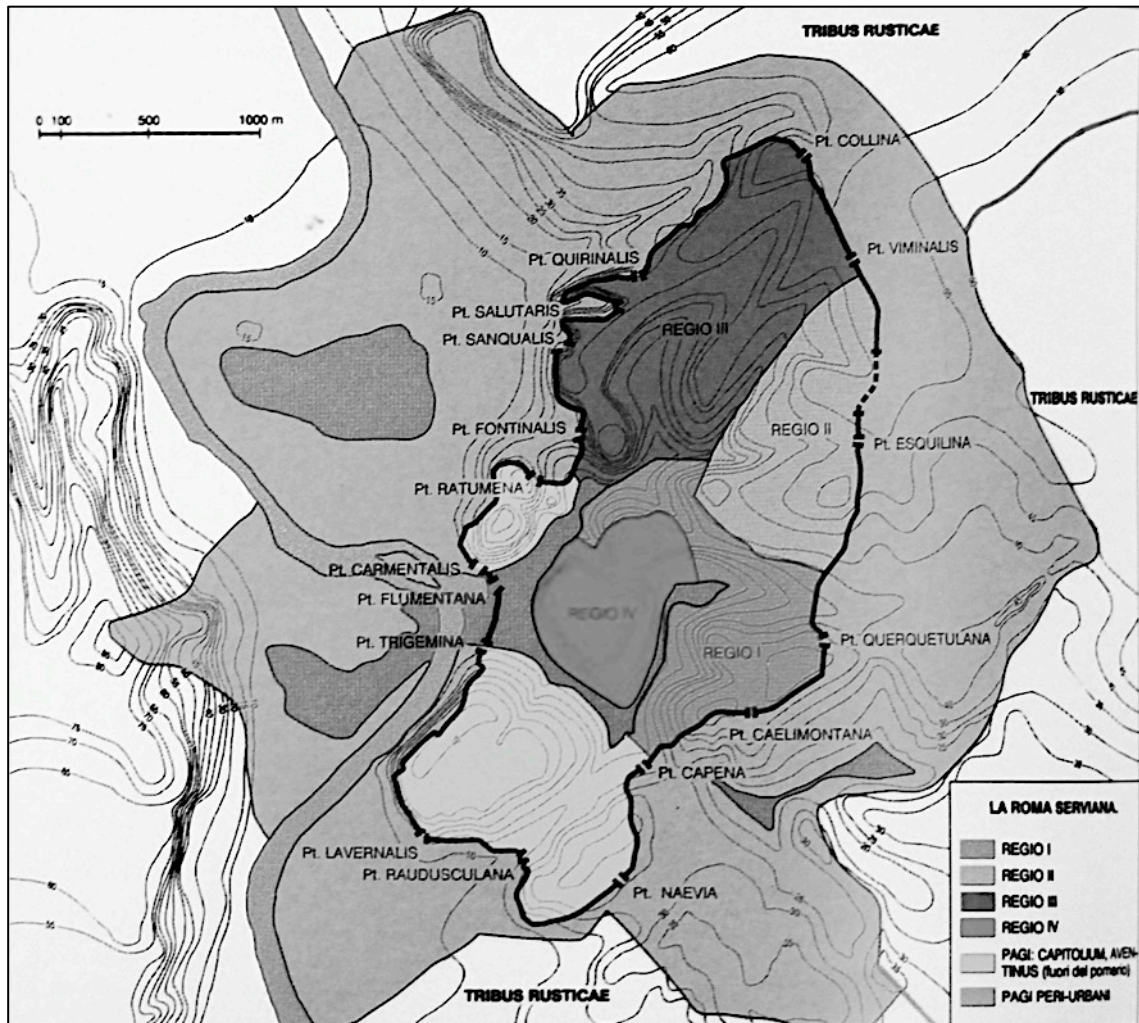 TRIBUS RUSTICAE
0 100 500 1000 m
Pt. COLLINA
Pt. VIMINALIS
Pt. QUIRINALIS
Pt. SALUTARIS
REGIO III
Pt. SANQUALIS
TRIBUS RUSTICAE
Pt. FONTINALIS
REGIO II
Pt. ESQUILINA
Pt. RATUMENA
Pt. CARMENTALIS
Pt. FLUMENTANA
REGIO IV
Pt. TRIGEMINA
Pt. QUERQUETULANA
REGIO I
Pt. CAELIMONTANA
Pt. CAPENA
Pt. LAVERNALIS
Pt. RAUDUSCULANA
Pt. NAEVIA
TRIBUS RUSTICAE
LA ROMA SERVIANA
REGIO I
REGIO II
REGIO III
REGIO IV
PAGI: CAPITOLIUM, AVEN-
TINUS (fuori del pomerio)
PAGI PERI-URBANI